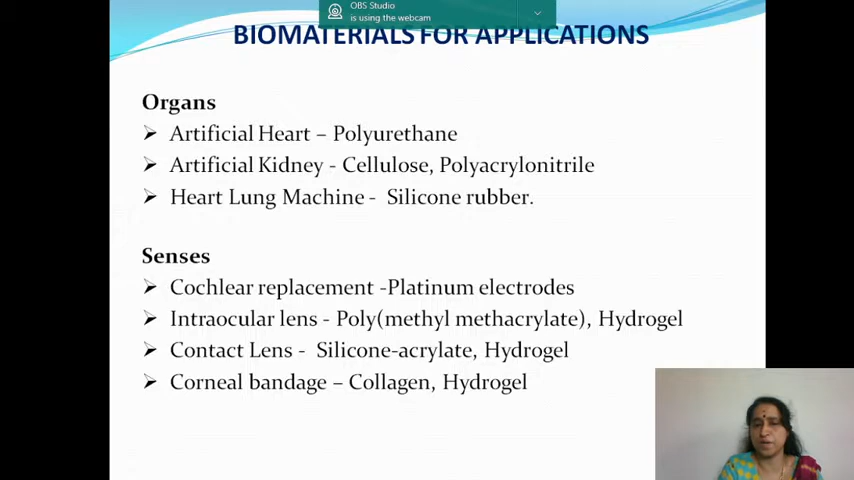 OBS Studio
is using the webcam
BIOMATERIALS FOR APPLICATIONS
Organs
➢ Artificial Heart – Polyurethane
➢ Artificial Kidney - Cellulose, Polyacrylonitrile
➢ Heart Lung Machine - Silicone rubber.
Senses
➢ Cochlear replacement -Platinum electrodes
➢ Intraocular lens - Poly(methyl methacrylate), Hydrogel
➢ Contact Lens - Silicone-acrylate, Hydrogel
➢ Corneal bandage – Collagen, Hydrogel